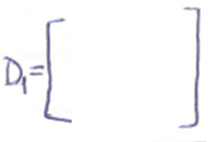 D₁=[ ]